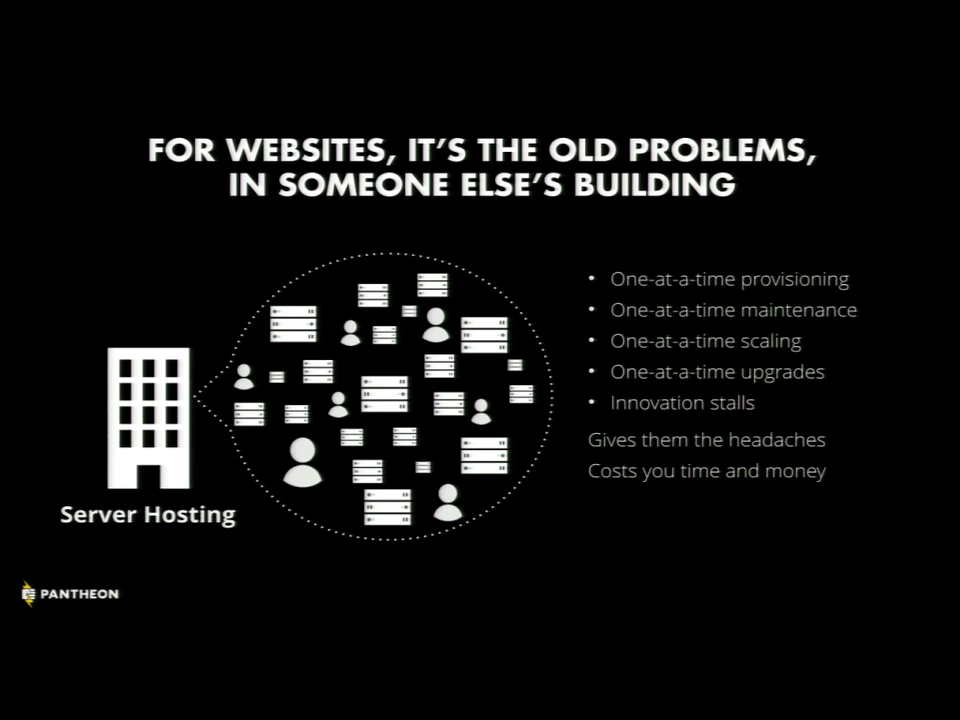 FOR WEBSITES, IT'S THE OLD PROBLEMS,
IN SOMEONE ELSE'S BUILDING
• One-at-a-time provisioning
• One-at-a-time maintenance
• One-at-a-time scaling
• One-at-a-time upgrades
• Innovation stalls
Gives them the headaches
Costs you time and money
Server Hosting
PANTHEON